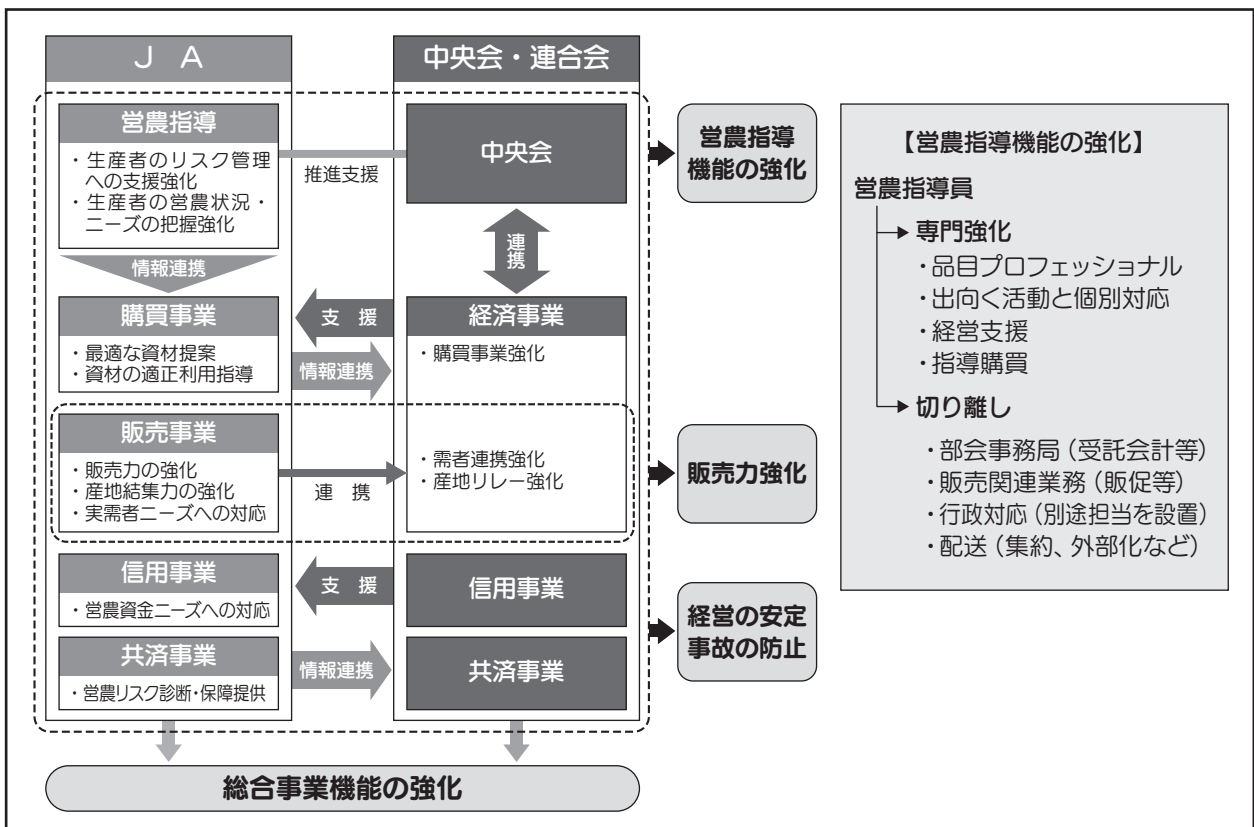 JA
中央会・連合会
営農指導
・生産者のリスク管理
への支援強化
・生産者の営農状況・
ニーズの把握強化
推進支援
中央会
営農指導
機能の強化
情報連携
連携
購買事業
・最適な資材提案
・資材の適正利用指導
支援
情報連携
経済事業
・購買事業強化
販売事業
・販売力の強化
・産地結集力の強化
・実需者ニーズへの対応
連携
・需者連携強化
・産地リレー強化
販売力強化
信用事業
・営農資金ニーズへの対応
支援
信用事業
共済事業
・営農リスク診断・保障提供
情報連携
共済事業
経営の安定
事故の防止
総合事業機能の強化
【営農指導機能の強化】
営農指導員
専門強化
・品目プロフェッショナル
・出向く活動と個別対応
・経営支援
・指導購買
切り離し
・部会事務局(受託会計等)
・販売関連業務(販促等)
・行政対応(別途担当を設置)
・配送(集約、外部化など)